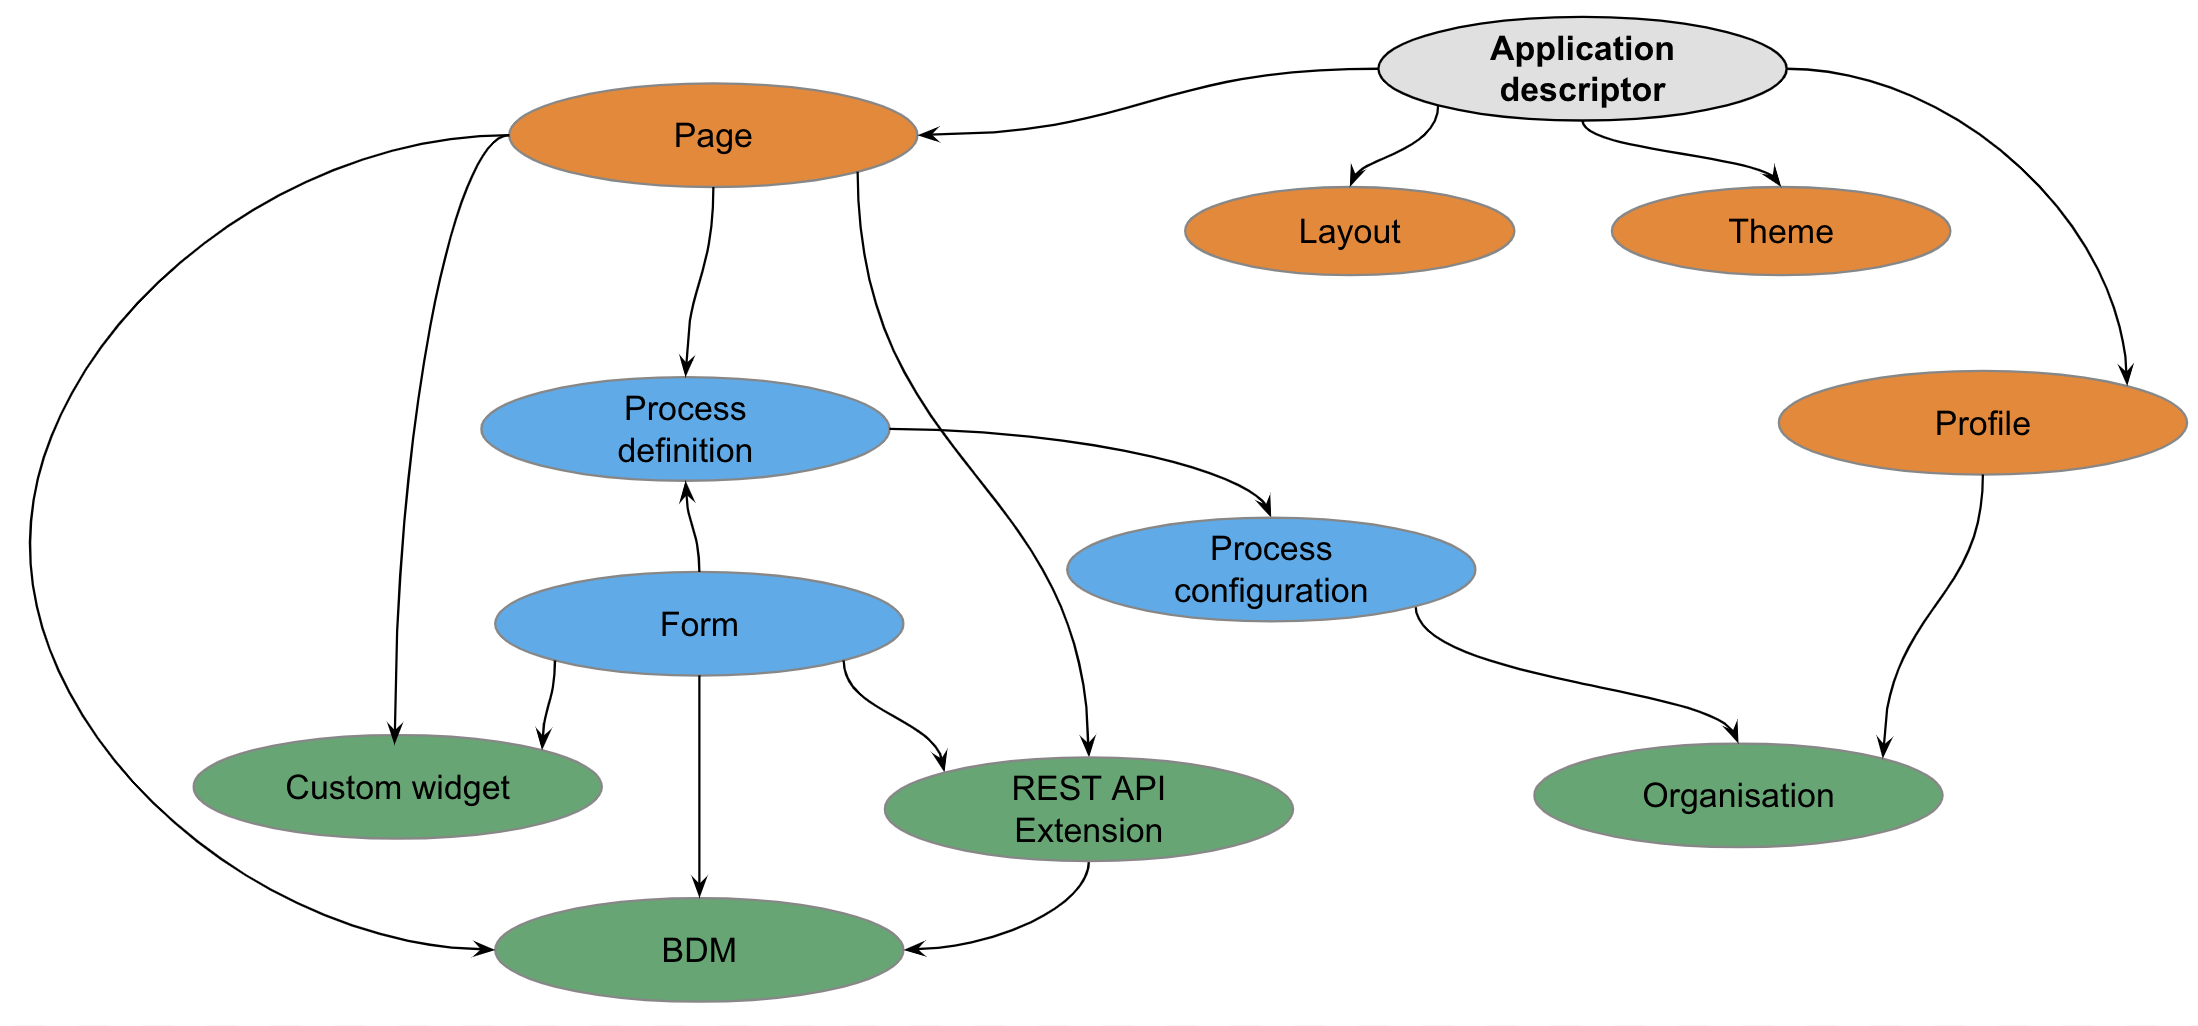 Application
descriptor
Page
Layout
Theme
Process
definition
Profile
Process
configuration
Form
Custom widget
REST API
Extension
Organisation
BDM